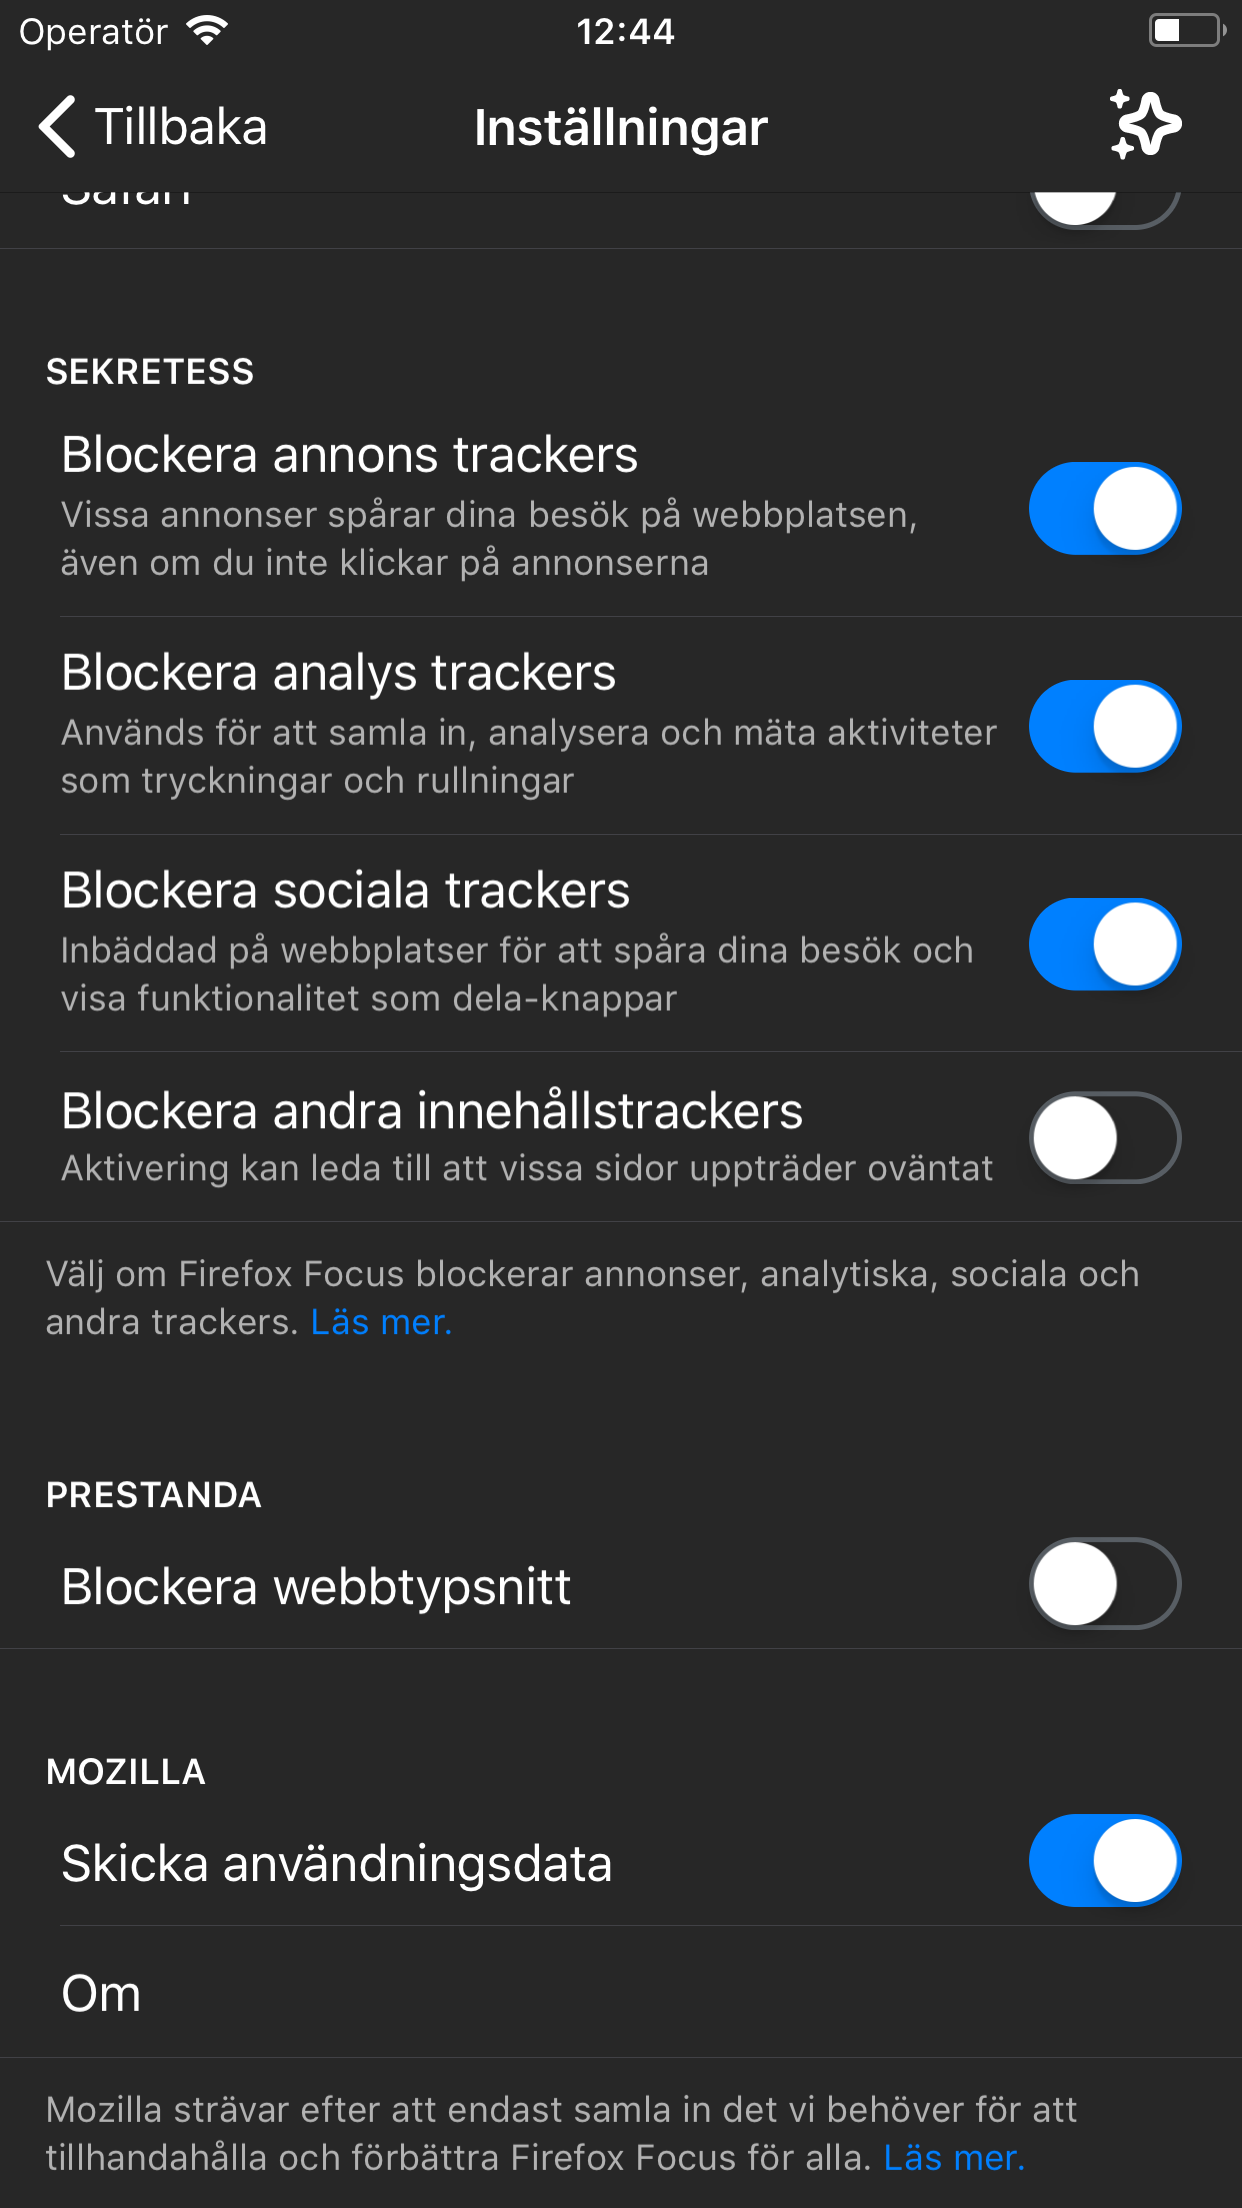 Operatör
12:44
Tillbaka
Inställningar
Safari
SEKRETESS
Blockera annons trackers
Vissa annonser spårar dina besök på webbplatsen,
även om du inte klickar på annonserna
Blockera analys trackers
Används för att samla in, analysera och mäta aktiviteter
som tryckningar och rullningar
Blockera sociala trackers
Inbäddad på webbplatser för att spåra dina besök och
visa funktionalitet som dela-knappar
Blockera andra innehållstrackers
Aktivering kan leda till att vissa sidor uppträder oväntat
Välj om Firefox Focus blockerar annonser, analytiska, sociala och
andra trackers. Läs mer.
PRESTANDA
Blockera webbtypsnitt
MOZILLA
Skicka användningsdata
Om
Mozilla strävar efter att endast samla in det vi behöver för att
tillhandahålla och förbättra Firefox Focus för alla. Läs mer.